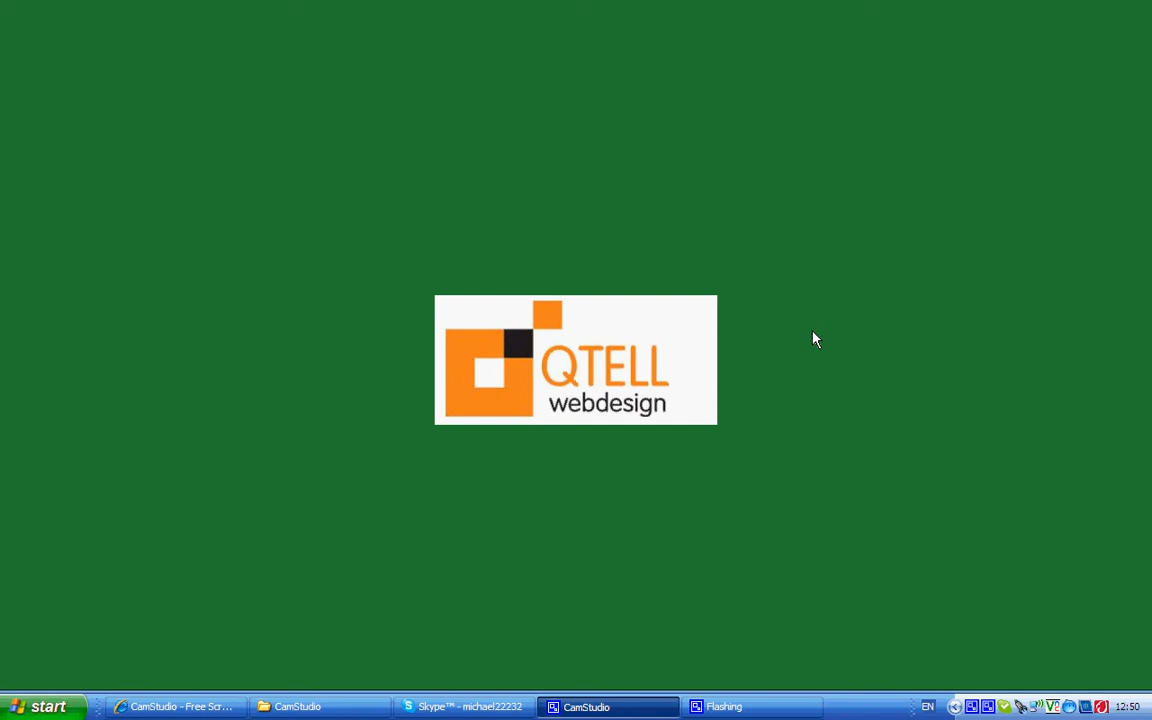 QTELL
webdesign
start
CamStudio - Free Scr...
CamStudio
Skype™ - michael22232
CamStudio
Flashing
EN
12:50